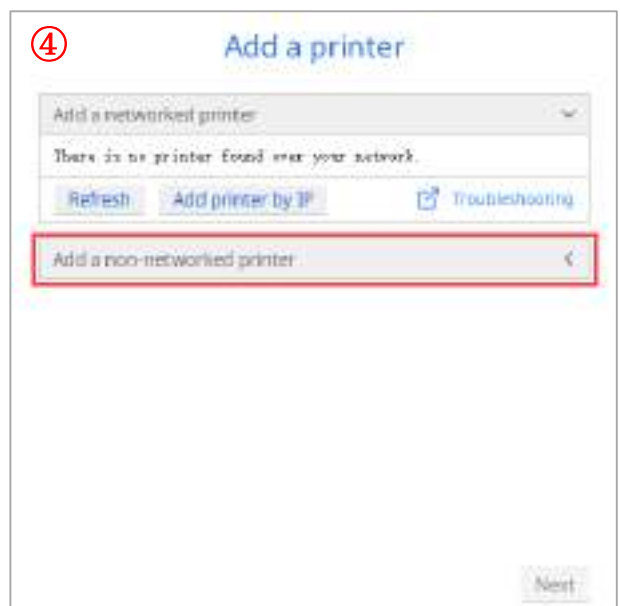 ④
Add a printer
Add a networked printer
There is no printer found over your network.
Refresh Add printer by IP Troubleshooting
Add a non-networked printer
Next